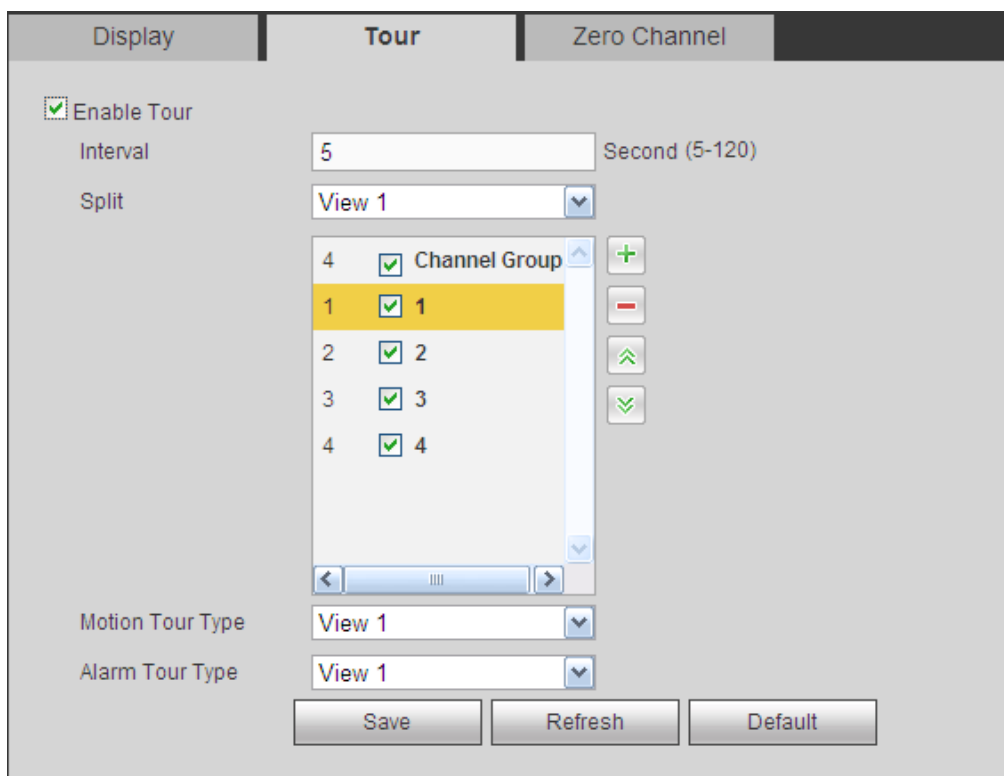 Display Tour Zero Channel
Enable Tour
Interval 5 Second (5-120)
Split View 1
4 Channel Group
1 1
2 2
3 3
4 4
Motion Tour Type View 1
Alarm Tour Type View 1
Save Refresh Default